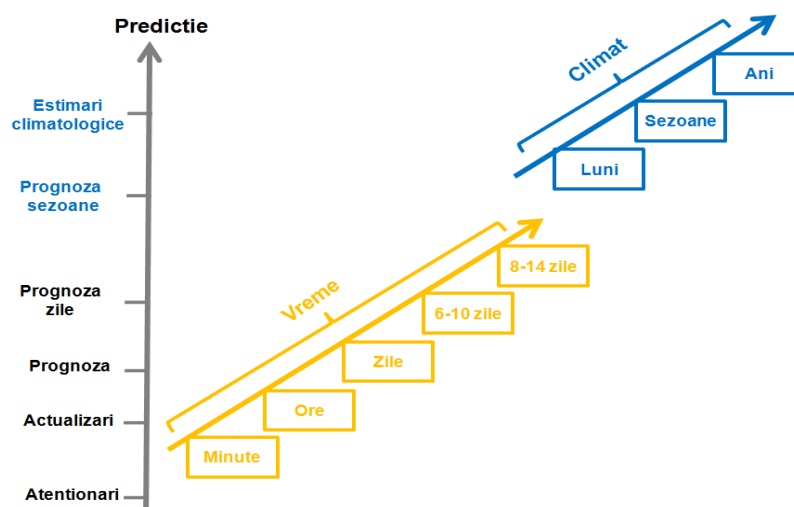 Predictie
Estimari
climatologice
Prognoza
sezoane
Prognoza
zile
Prognoza
Actualizari
Atentionari
Climat
Ani
Sezoane
Luni
Vreme
8-14 zile
6-10 zile
Zile
Ore
Minute